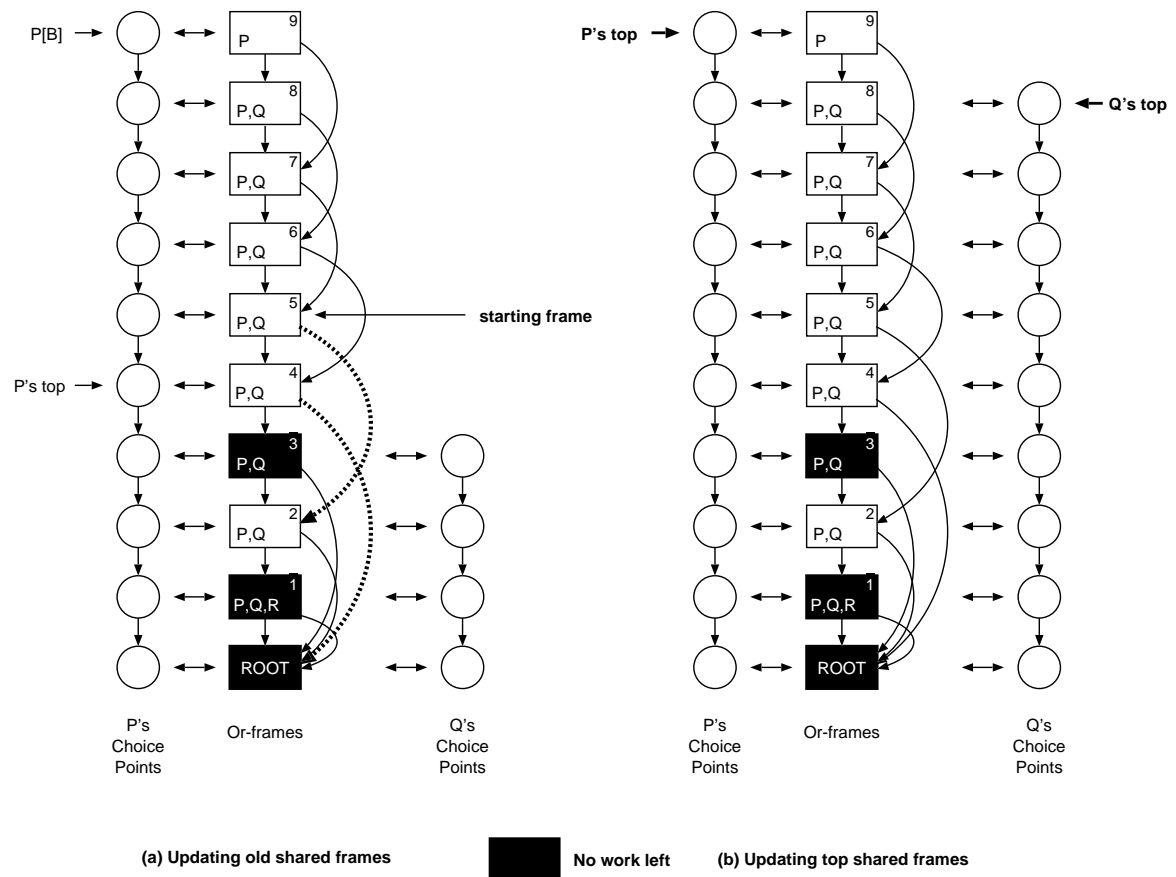 P[B]
9
P
8
P,Q
7
P,Q
6
P,Q
5
P,Q
starting frame
P's top
4
P,Q
3
P,Q
2
P,Q
1
P,Q,R
ROOT
P's
Choice
Points
Or-frames
Q's
Choice
Points
P's top
9
P
8
P,Q
Q's top
7
P,Q
6
P,Q
5
P,Q
4
P,Q
3
P,Q
2
P,Q
1
P,Q,R
ROOT
P's
Choice
Points
Or-frames
Q's
Choice
Points
(a) Updating old shared frames
No work left
(b) Updating top shared frames